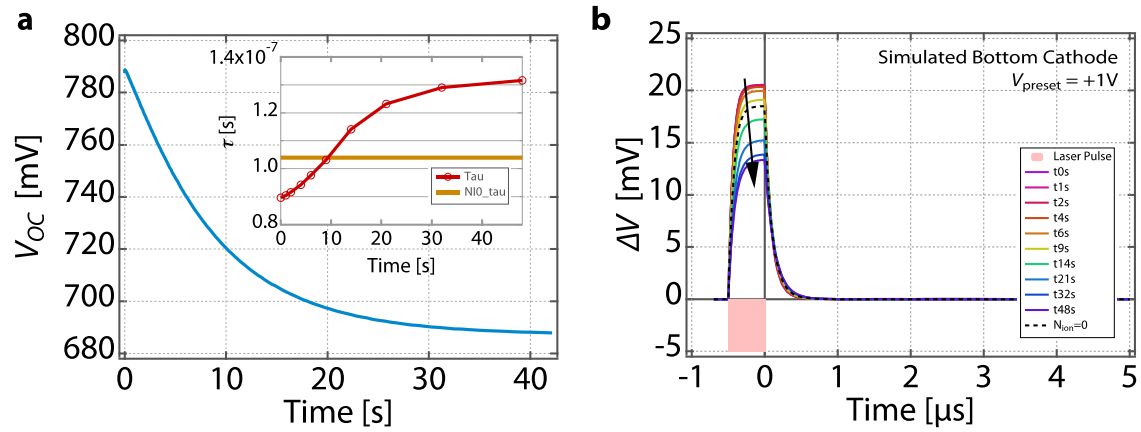 a
800
780
760
740
720
700
680
V_OC [mV]
0
10
20
30
40
Time [s]
1.4x10⁻⁷
1.2
1.0
0.8
τ [s]
0
10
20
30
40
Time [s]
Tau
NI0_tau
b
25
20
15
10
5
0
-5
ΔV [mV]
-1
0
1
2
3
4
5
Time [μs]
Simulated Bottom Cathode
V_preset = +1V
Laser Pulse
t0s
t1s
t2s
t4s
t6s
t9s
t14s
t21s
t32s
t48s
N_ion=0